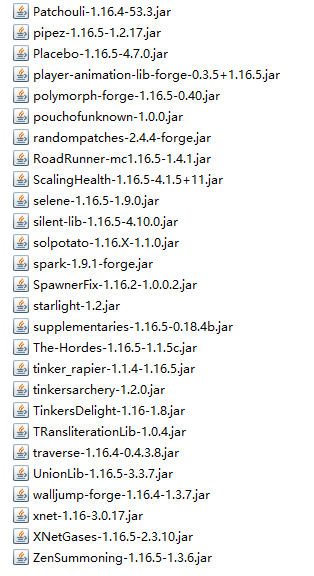 Patchouli-1.16.4-53.3.jar
pipez-1.16.5-1.2.17.jar
Placebo-1.16.5-4.7.0.jar
player-animation-lib-forge-0.3.5+1.16.5.jar
polymorph-forge-1.16.5-0.40.jar
pouchofunknown-1.0.0.jar
randompatches-2.4.4-forge.jar
RoadRunner-mc1.16.5-1.4.1.jar
ScalingHealth-1.16.5-4.1.5+11.jar
selene-1.16.5-1.9.0.jar
silent-lib-1.16.5-4.10.0.jar
solpotato-1.16.X-1.1.0.jar
spark-1.9.1-forge.jar
SpawnerFix-1.16.2-1.0.0.2.jar
starlight-1.2.jar
supplementaries-1.16.5-0.18.4b.jar
The-Hordes-1.16.5-1.1.5c.jar
tinker_rapier-1.1.4-1.16.5.jar
tinkersarchery-1.2.0.jar
TinkersDelight-1.16-1.8.jar
TRansliterationLib-1.0.4.jar
traverse-1.16.4-0.4.3.8.jar
UnionLib-1.16.5-3.3.7.jar
walljump-forge-1.16.4-1.3.7.jar
xnet-1.16-3.0.17.jar
XNetGases-1.16.5-2.3.10.jar
ZenSummoning-1.16.5-1.3.6.jar